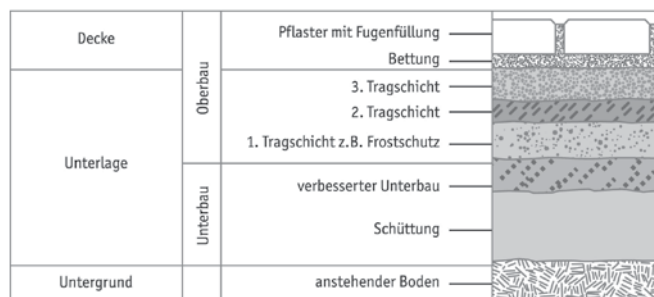 Decke
Oberbau
Pflaster mit Fugenfüllung
Bettung
Unterlage
3. Tragschicht
2. Tragschicht
1. Tragschicht z.B. Frostschutz
Unterbau
verbesserter Unterbau
Schüttung
Untergrund
anstehender Boden